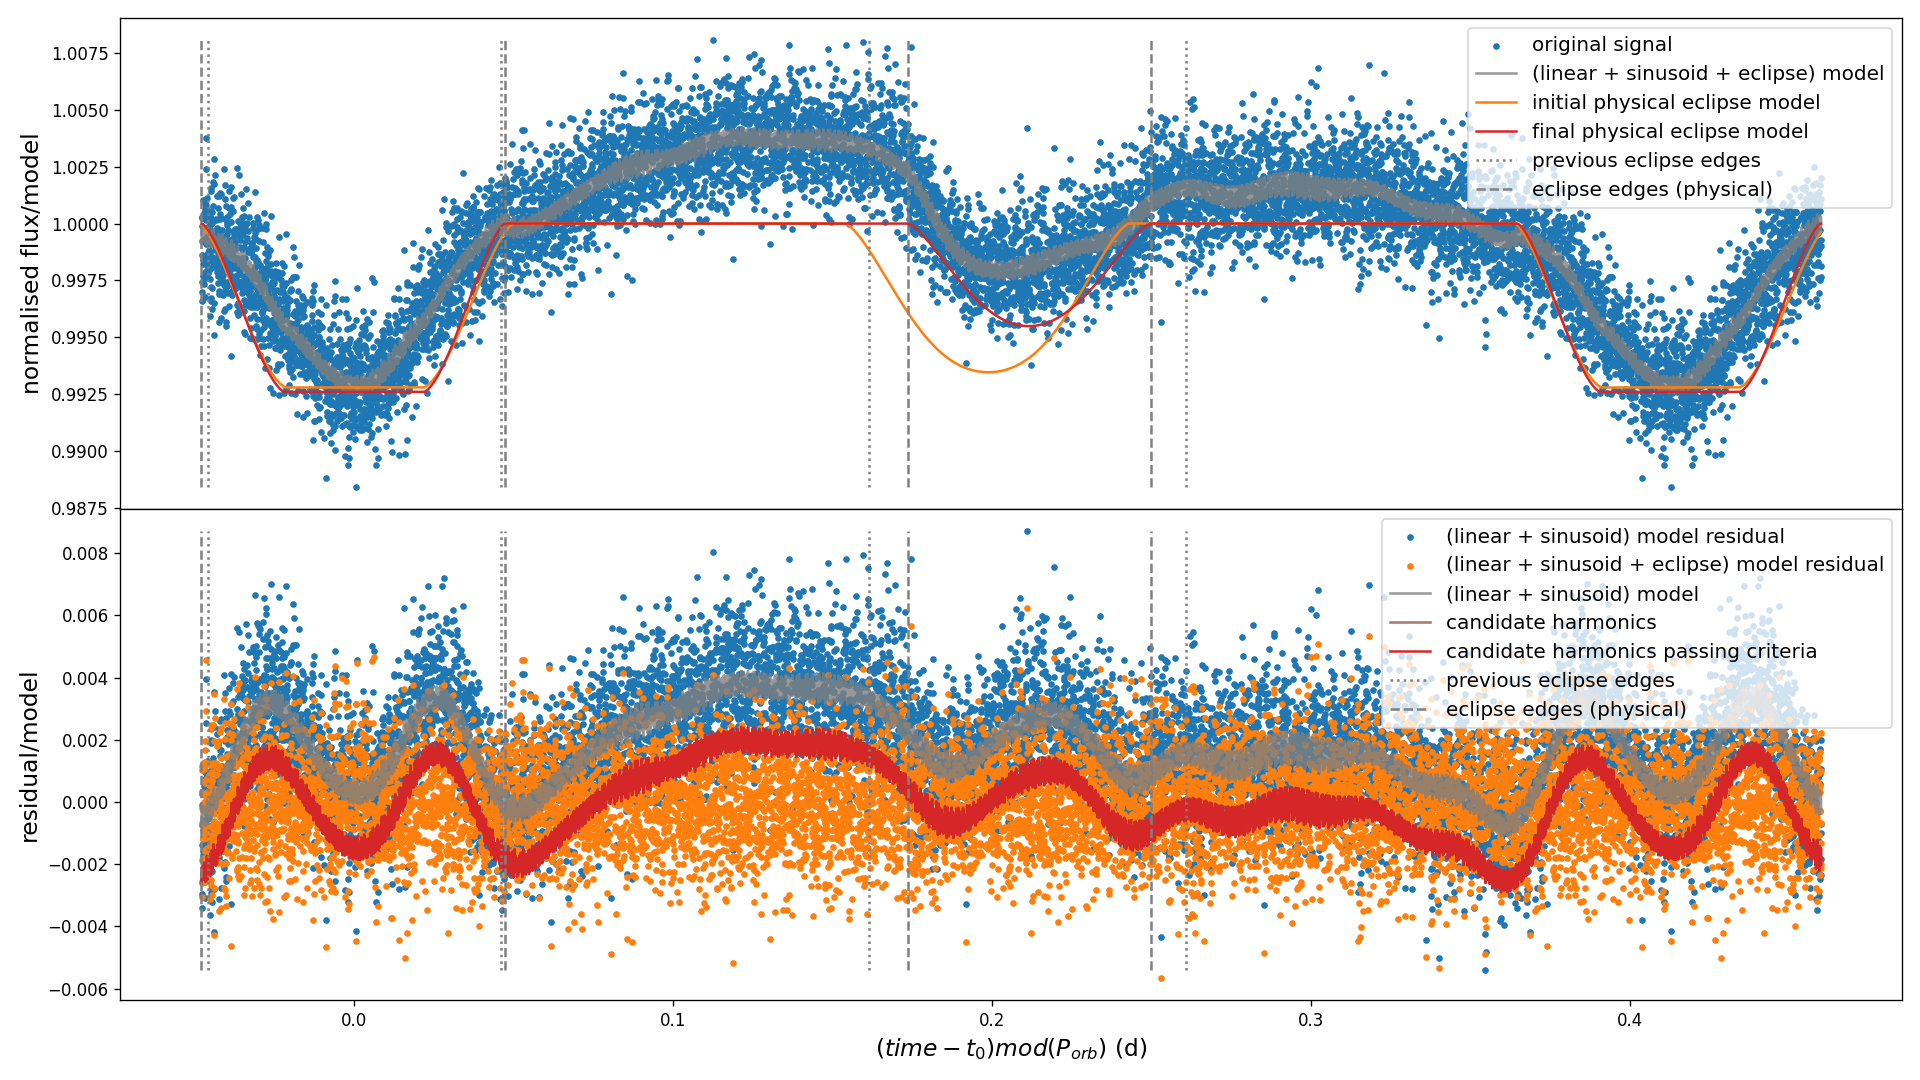 normalised flux/model
1.0075
1.0050
1.0025
1.0000
0.9975
0.9950
0.9925
0.9900
0.9875
original signal
(linear + sinusoid + eclipse) model
initial physical eclipse model
final physical eclipse model
previous eclipse edges
eclipse edges (physical)
residual/model
0.008
0.006
0.004
0.002
0.000
−0.002
−0.004
−0.006
(linear + sinusoid) model residual
(linear + sinusoid + eclipse) model residual
(linear + sinusoid) model
candidate harmonics
candidate harmonics passing criteria
previous eclipse edges
eclipse edges (physical)
0.0 0.1 0.2 0.3 0.4
(time − t₀)mod(P_orb) (d)